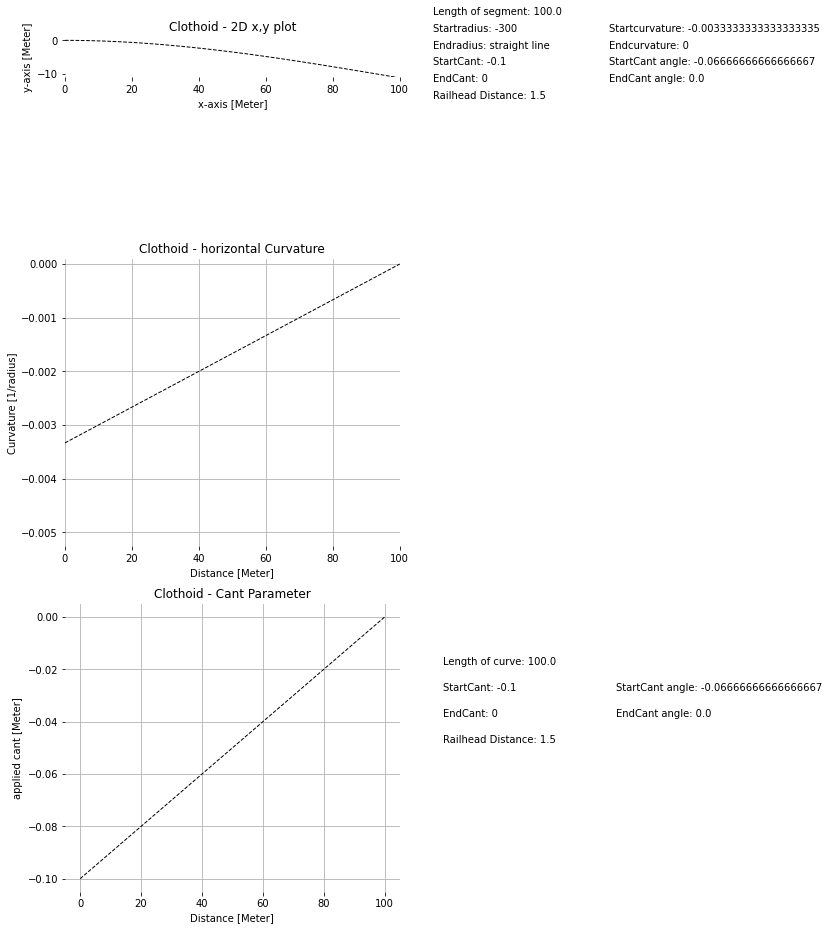 Clothoid - 2D x,y plot
y-axis [Meter]
0
−10
0 20 40 60 80 100
x-axis [Meter]
Length of segment: 100.0
Startradius: -300 Startcurvature: -0.0033333333333333335
Endradius: straight line Endcurvature: 0
StartCant: -0.1 StartCant angle: -0.06666666666666667
EndCant: 0 EndCant angle: 0.0
Railhead Distance: 1.5
Clothoid - horizontal Curvature
Curvature [1/radius]
0.000
−0.001
−0.002
−0.003
−0.004
−0.005
0 20 40 60 80 100
Distance [Meter]
Clothoid - Cant Parameter
applied cant [Meter]
0.00
−0.02
−0.04
−0.06
−0.08
−0.10
0 20 40 60 80 100
Distance [Meter]
Length of curve: 100.0
StartCant: -0.1 StartCant angle: -0.06666666666666667
EndCant: 0 EndCant angle: 0.0
Railhead Distance: 1.5